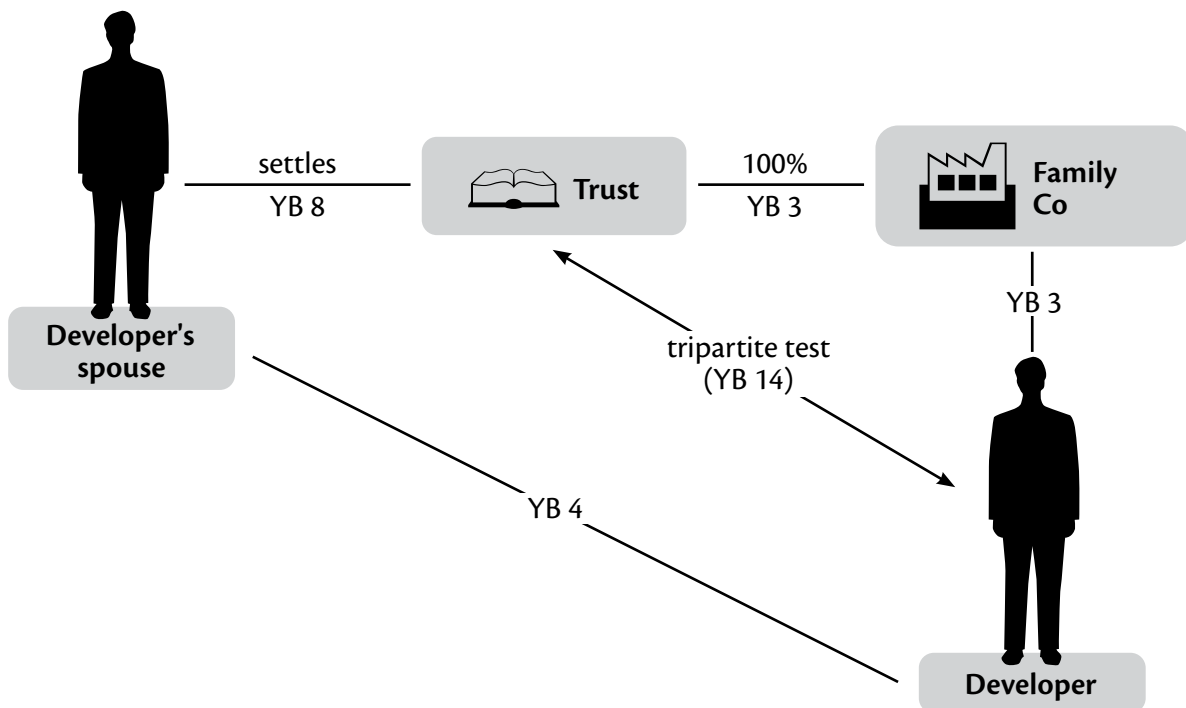 settles
YB 8
Trust
100%
YB 3
Family
Co
YB 3
Developer's
spouse
tripartite test
(YB 14)
YB 4
Developer